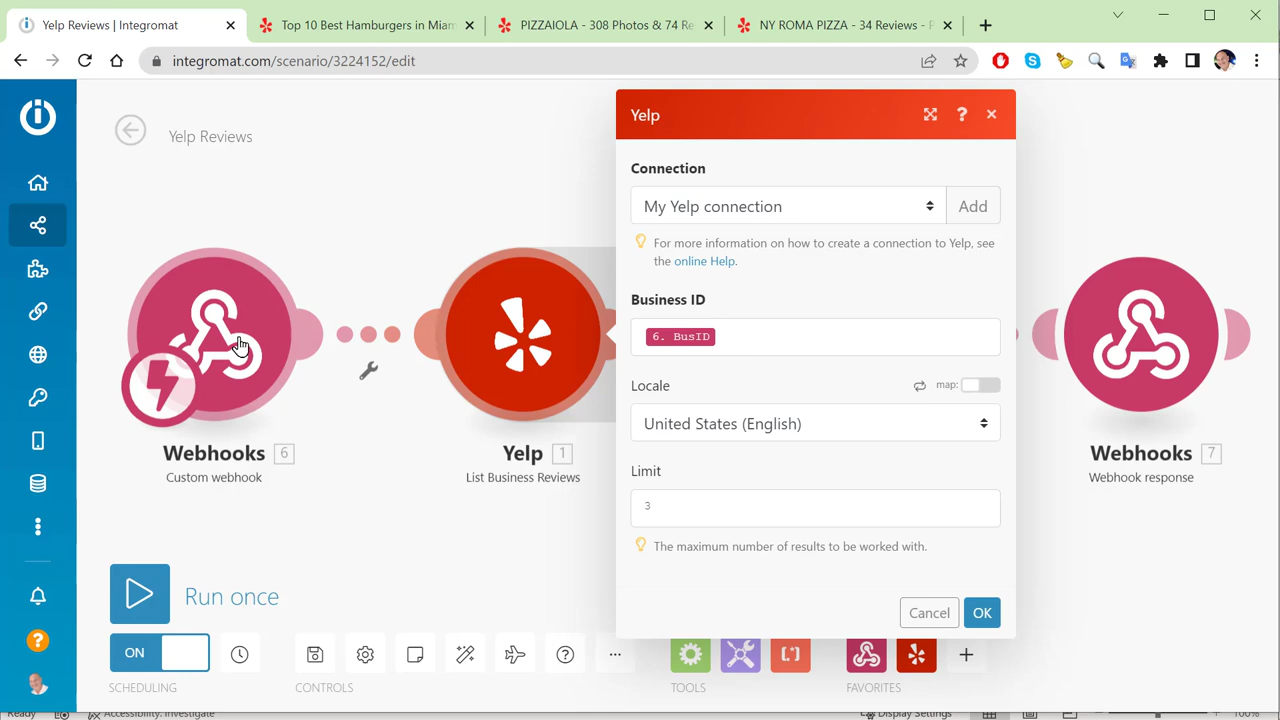 Yelp Reviews | Integromat
Top 10 Best Hamburgers in Miam
PIZZAIOLA - 308 Photos & 74 Re
NY ROMA PIZZA - 34 Reviews - P
integromat.com/scenario/3224152/edit
Yelp Reviews
Yelp
?
Connection
My Yelp connection
Add
For more information on how to create a connection to Yelp, see
the online Help.
Business ID
6. BusID
Locale
map:
United States (English)
Limit
3
The maximum number of results to be worked with.
Cancel
OK
Webhooks 6
Custom webhook
Yelp 1
List Business Reviews
Webhooks 7
Webhook response
Run once
ON
SCHEDULING
CONTROLS
TOOLS
FAVORITES
Ready
Accessibility: Investigate
Display Settings
100%